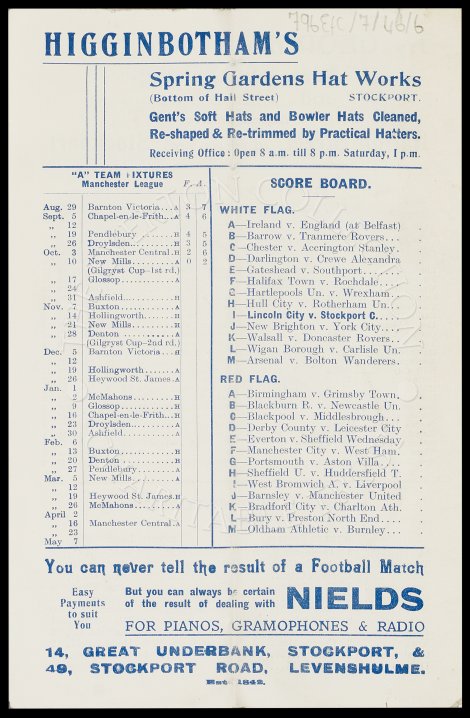 HIGGINBOTHAM'S
Spring Gardens Hat Works
(Bottom of Hall Street) STOCKPORT.
Gent's Soft Hats and Bowler Hats Cleaned,
Re-shaped & Re-trimmed by Practical Hatters.
Receiving Office: Open 8 a.m. till 8 p.m. Saturday, 1 p.m.
"A" TEAM FIXTURES
Manchester League F. A.
Aug. 29 Barnton Victoria...A 3 7
Sept. 5 Chapel-en-le-Frith...A 4 6
" 12
" 19 Pendlebury...H 4 5
" 26 Droylsden...H 3 5
Oct. 3 Manchester Central.H 2 6
" 10 New Mills...A 0 2
(Gilgryst Cup—1st rd.)
" 17 Glossop...A
" 24
" 31 Ashfield...H
Nov. 7 Buxton...A
" 14 Hollingworth...H
" 21 New Mills...H
" 28 Denton...A
(Gilgryst Cup—2nd rd.)
Dec. 5 Barnton Victoria...H
" 12
" 19 Hollingworth...A
" 26 Heywood St. James.A
Jan. 1
" 2 McMahons...H
" 9 Glossop...H
" 16 Chapel-en-le-Frith...H
" 23 Droylsden...A
" 30 Ashfield...A
Feb. 6
" 13 Buxton...H
" 20 Denton...H
" 27 Pendlebury...A
Mar. 5 New Mills...A
" 12
" 19 Heywood St. James.H
" 26 McMahons...A
April 2
" 16 Manchester Central.A
" 23
May 7
SCORE BOARD.
WHITE FLAG.
A—Ireland v. England (at Belfast)
B—Barrow v. Tranmere Rovers...
C—Chester v. Accrington Stanley.
D—Darlington v. Crewe Alexandra
E—Gateshead v. Southport....
F—Halifax Town v. Rochdale....
G—Hartlepools Un. v. Wrexham.
H—Hull City v. Rotherham Un...
I—Lincoln City v. Stockport C...
J—New Brighton v. York City...
K—Walsall v. Doncaster Rovers..
L—Wigan Borough v. Carlisle Un.
M—Arsenal v. Bolton Wanderers.
RED FLAG.
A—Birmingham v. Grimsby Town.
B—Blackburn R. v. Newcastle Un.
C—Blackpool v. Middlesbrough...
D—Derby County v. Leicester City
E—Everton v. Sheffield Wednesday
F—Manchester City v. West Ham.
G—Portsmouth v. Aston Villa....
H—Sheffield U. v. Huddersfield T.
I—West Bromwich A. v. Liverpool
J—Barnsley v. Manchester United
K—Bradford City v. Charlton Ath.
L—Bury v. Preston North End...
M—Oldham Athletic v. Burnley...
You can never tell the result of a Football Match
Easy Payments to suit You
But you can always be certain
of the result of dealing with NIELDS
FOR PIANOS, GRAMOPHONES & RADIO
14, GREAT UNDERBANK, STOCKPORT, &
49, STOCKPORT ROAD, LEVENSHULME.
Est. 1842.